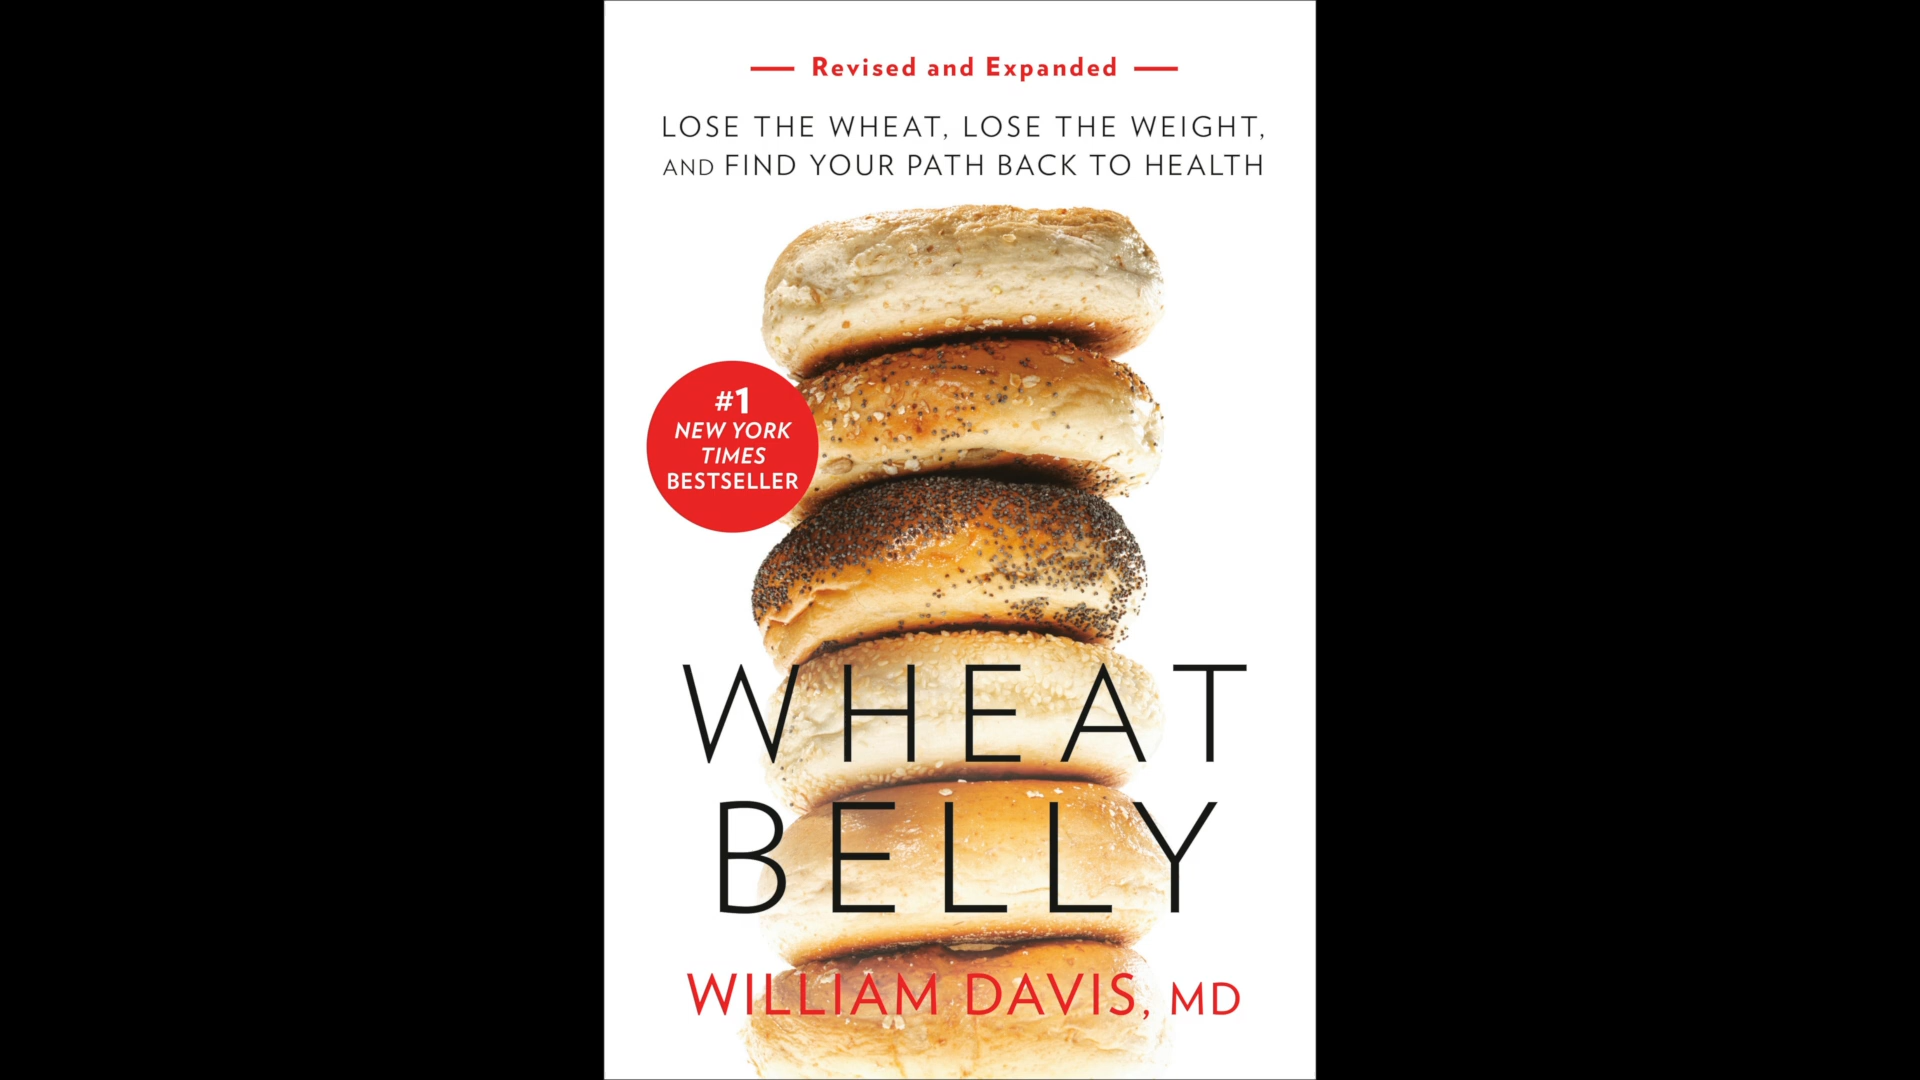 Revised and Expanded
LOSE THE WHEAT, LOSE THE WEIGHT,
AND FIND YOUR PATH BACK TO HEALTH
#1
NEW YORK
TIMES
BESTSELLER
WHEAT
BELLY
WILLIAM DAVIS, MD